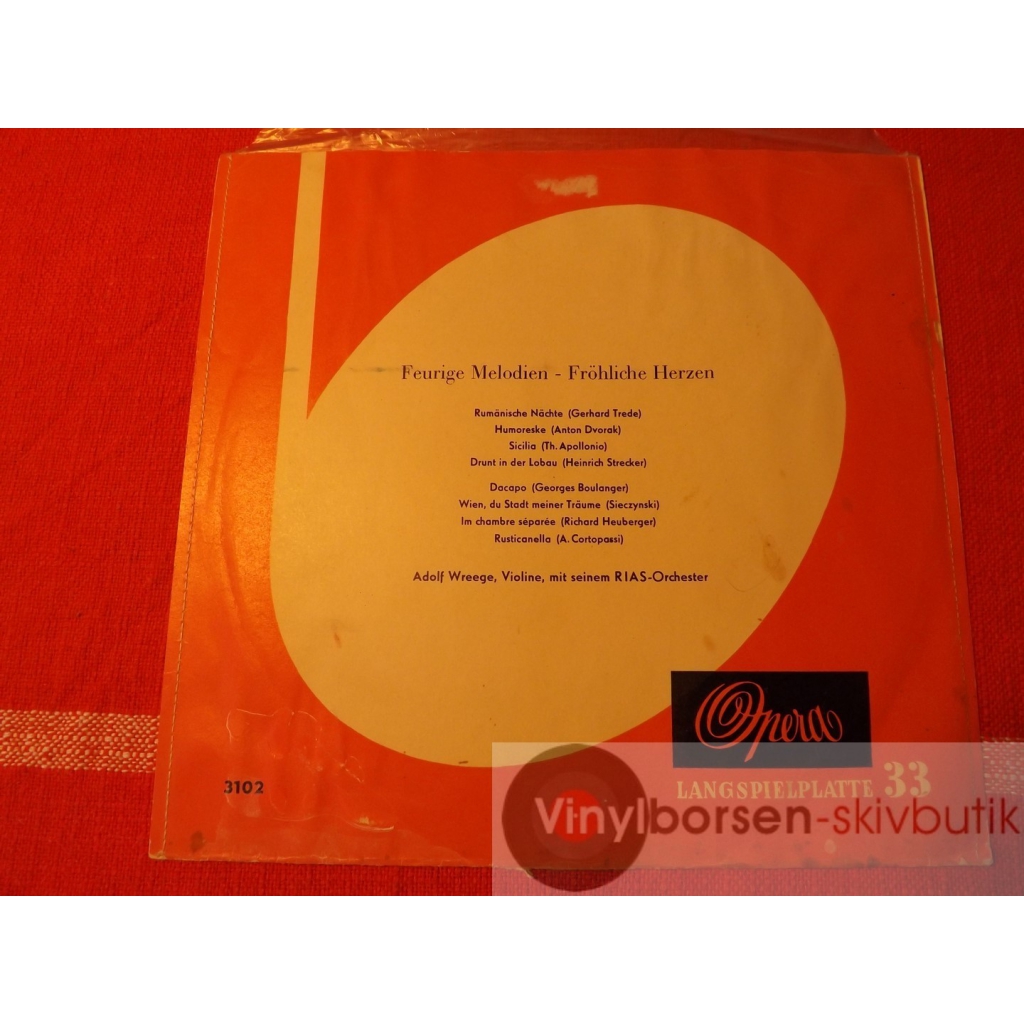 Feurige Melodien - Fröhliche Herzen
Rumänische Nächte (Gerhard Trede)
Humoreske (Anton Dvorak)
Sicilia (Th. Apollonio)
Drunt in der Lobau (Heinrich Strecker)
Dacapo (Georges Boulanger)
Wien, du Stadt meiner Träume (Sieczynski)
Im chambre séparée (Richard Heuberger)
Rusticanella (A. Cortopassi)
Adolf Wreege, Violine, mit seinem RIAS-Orchester
Opera
3102
LANGSPIELPLATTE 33
Vinylborsen-skivbutik